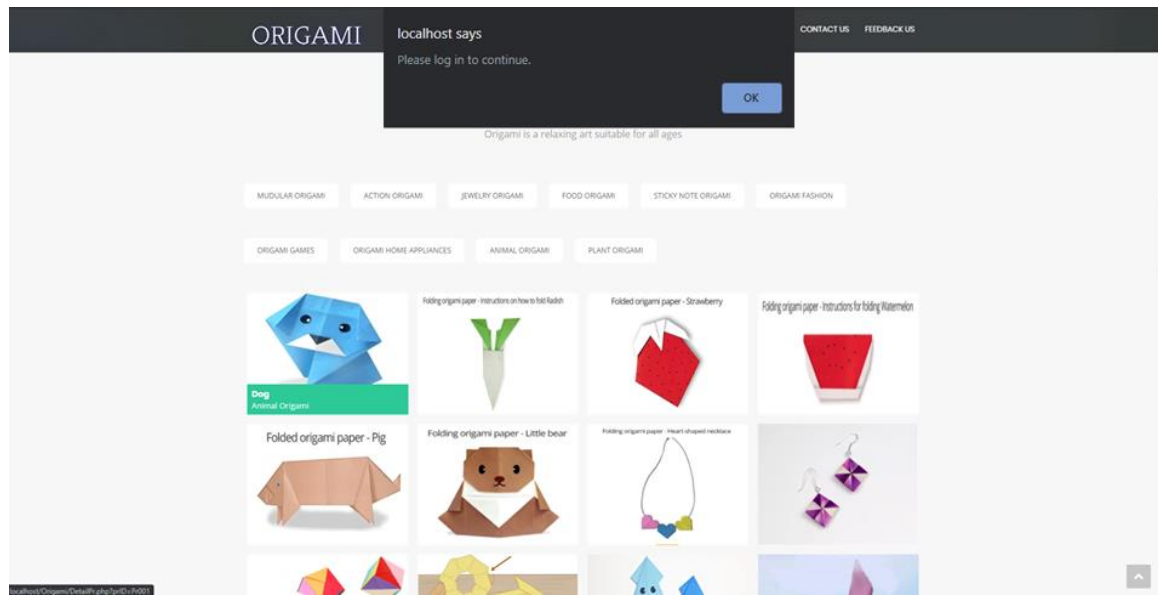 ORIGAMI
localhost says
Please log in to continue.
OK
CONTACT US FEEDBACK US
Origami is a relaxing art suitable for all ages
MUDULAR ORIGAMI ACTION ORIGAMI JEWELRY ORIGAMI FOOD ORIGAMI STICKY NOTE ORIGAMI ORIGAMI FASHION
ORIGAMI GAMES ORIGAMI HOME APPLIANCES ANIMAL ORIGAMI PLANT ORIGAMI
Dog
Animal Origami
Folding origami paper - Instructions on how to fold Radish
Folded origami paper - Strawberry
Folding origami paper - Instructions for folding Watermelon
Folded origami paper - Pig
Folding origami paper - Little bear
Folding origami paper - Heart-shaped necklace
localhost/Origami/DetailPr.php?prID=Pr001